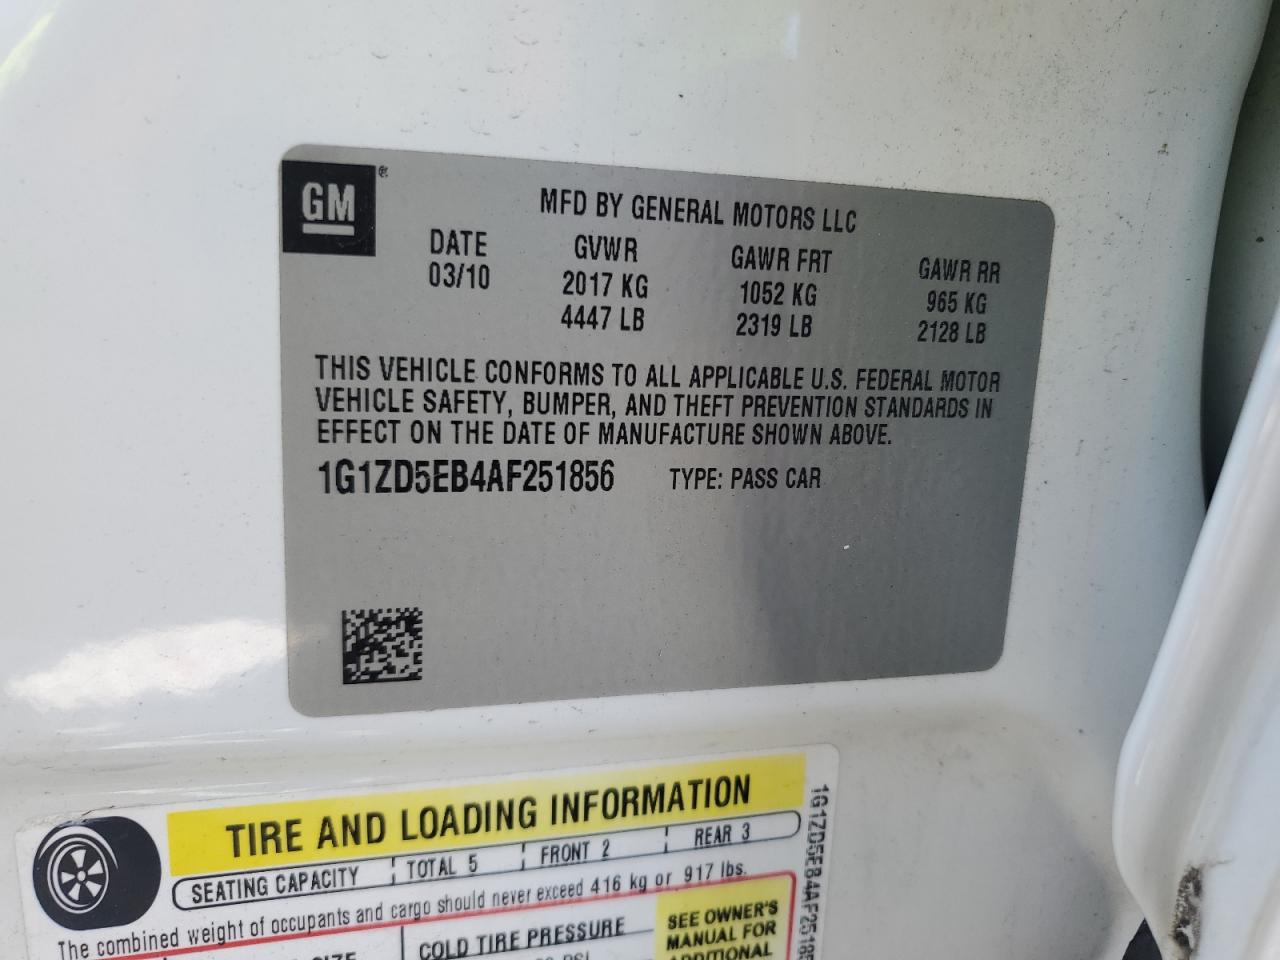 GM®
MFD BY GENERAL MOTORS LLC
DATE GVWR GAWR FRT GAWR RR
03/10 2017 KG 1052 KG 965 KG
4447 LB 2319 LB 2128 LB
THIS VEHICLE CONFORMS TO ALL APPLICABLE U.S. FEDERAL MOTOR
VEHICLE SAFETY, BUMPER, AND THEFT PREVENTION STANDARDS IN
EFFECT ON THE DATE OF MANUFACTURE SHOWN ABOVE.
1G1ZD5EB4AF251856 TYPE: PASS CAR
TIRE AND LOADING INFORMATION
SEATING CAPACITY TOTAL 5 FRONT 2 REAR 3
The combined weight of occupants and cargo should never exceed 416 kg or 917 lbs.
COLD TIRE PRESSURE
SEE OWNER'S
MANUAL FOR
ADDITIONAL
1G1ZD5EB4AF25185